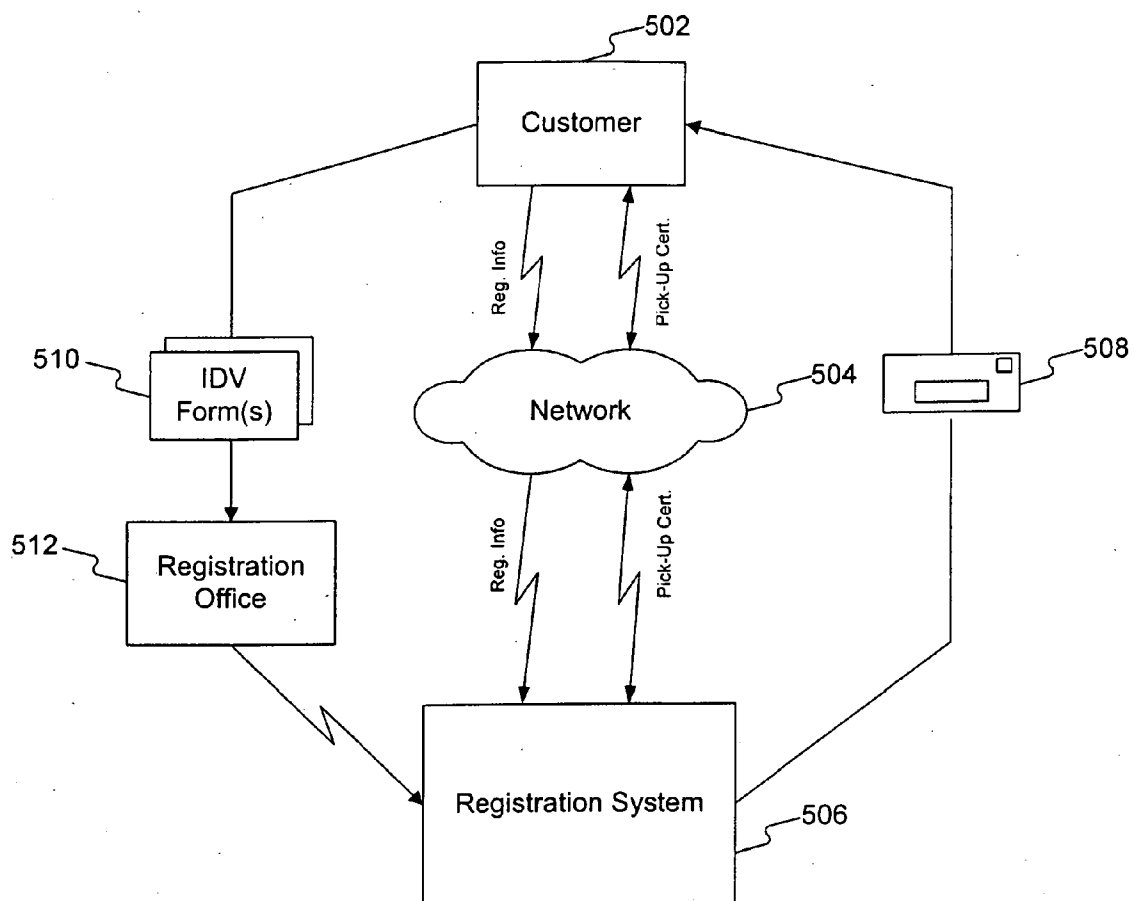 502
Customer
Reg. Info
Pick-Up Cert.
510
IDV
Form(s)
Network
504
508
512
Registration
Office
Reg. Info
Pick-Up Cert.
Registration System
506